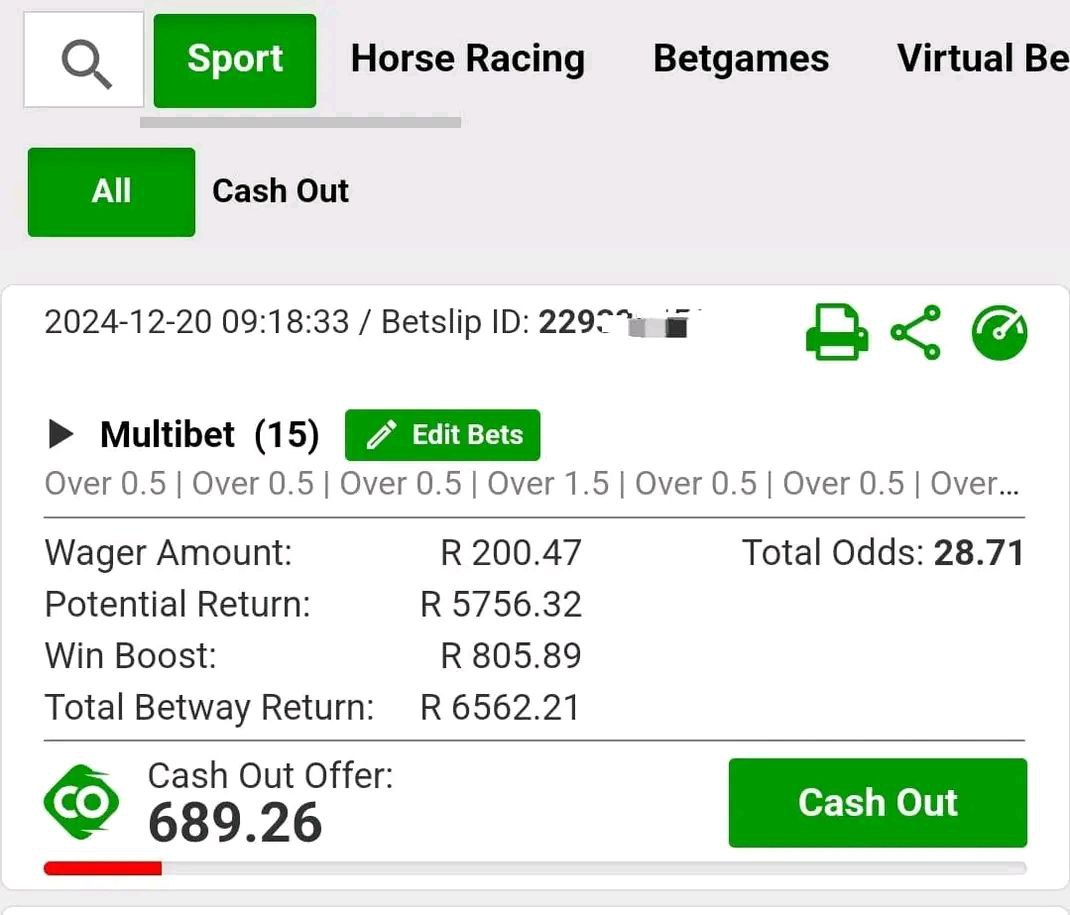 Sport Horse Racing Betgames Virtual Be
All Cash Out
2024-12-20 09:18:33 / Betslip ID: 229
Multibet (15) Edit Bets
Over 0.5 | Over 0.5 | Over 0.5 | Over 1.5 | Over 0.5 | Over 0.5 | Over...
Wager Amount: R 200.47 Total Odds: 28.71
Potential Return: R 5756.32
Win Boost: R 805.89
Total Betway Return: R 6562.21
CO Cash Out Offer:
689.26 Cash Out